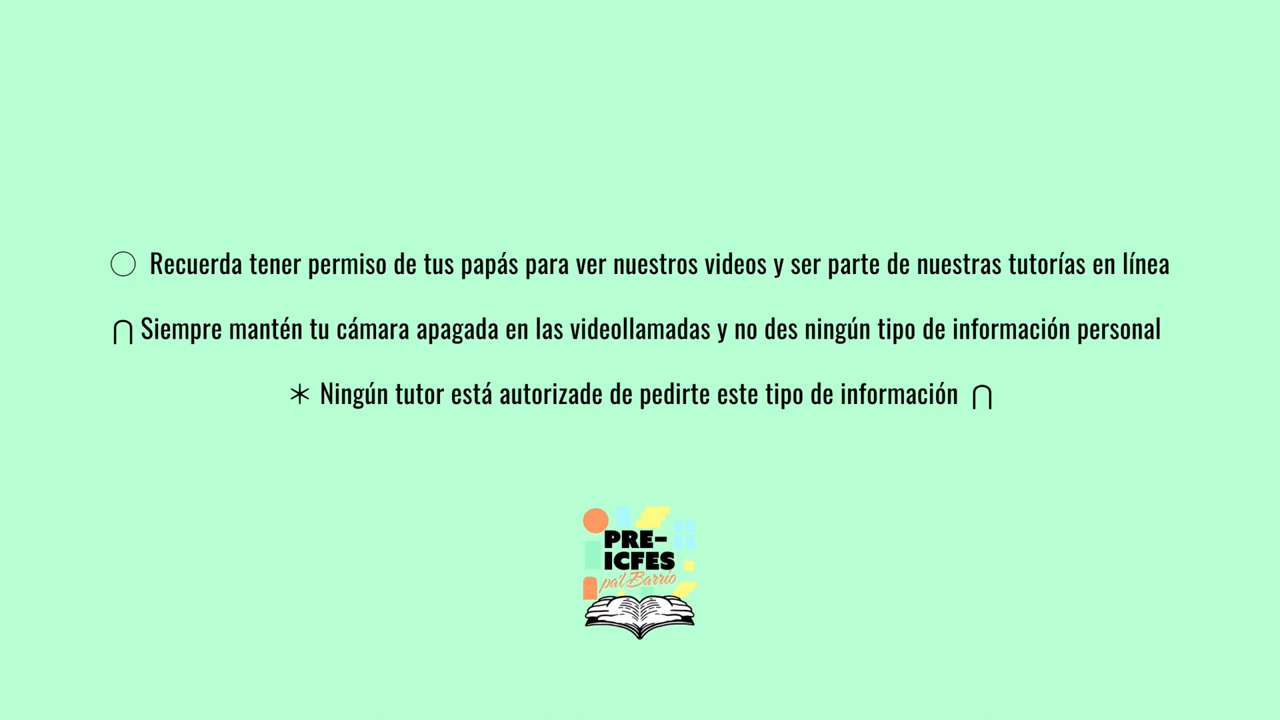 ◯ Recuerda tener permiso de tus papás para ver nuestros videos y ser parte de nuestras tutorías en línea
⋂ Siempre mantén tu cámara apagada en las videollamadas y no des ningún tipo de información personal
✳ Ningún tutor está autorizade de pedirte este tipo de información ⋂
PRE-
ICFES
pa'l Barrio